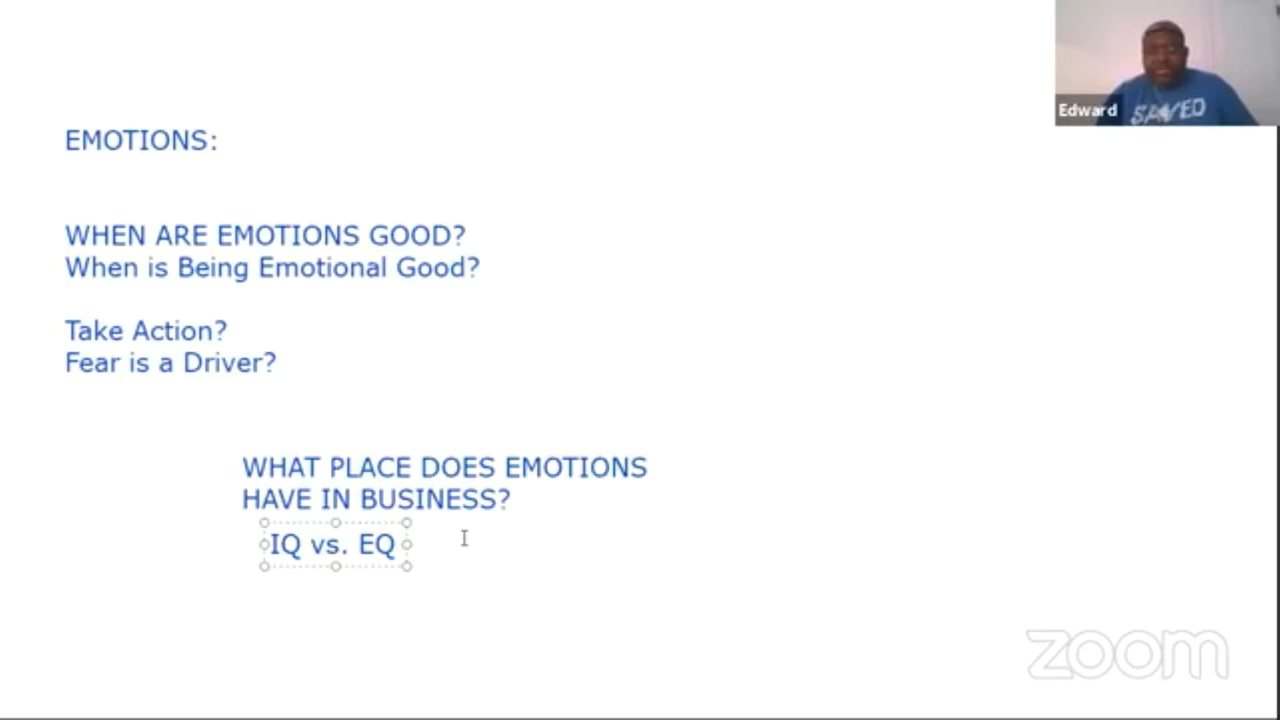 EMOTIONS:
WHEN ARE EMOTIONS GOOD?
When is Being Emotional Good?
Take Action?
Fear is a Driver?
WHAT PLACE DOES EMOTIONS
HAVE IN BUSINESS?
IQ vs. EQ
Edward
SAVED
zoom